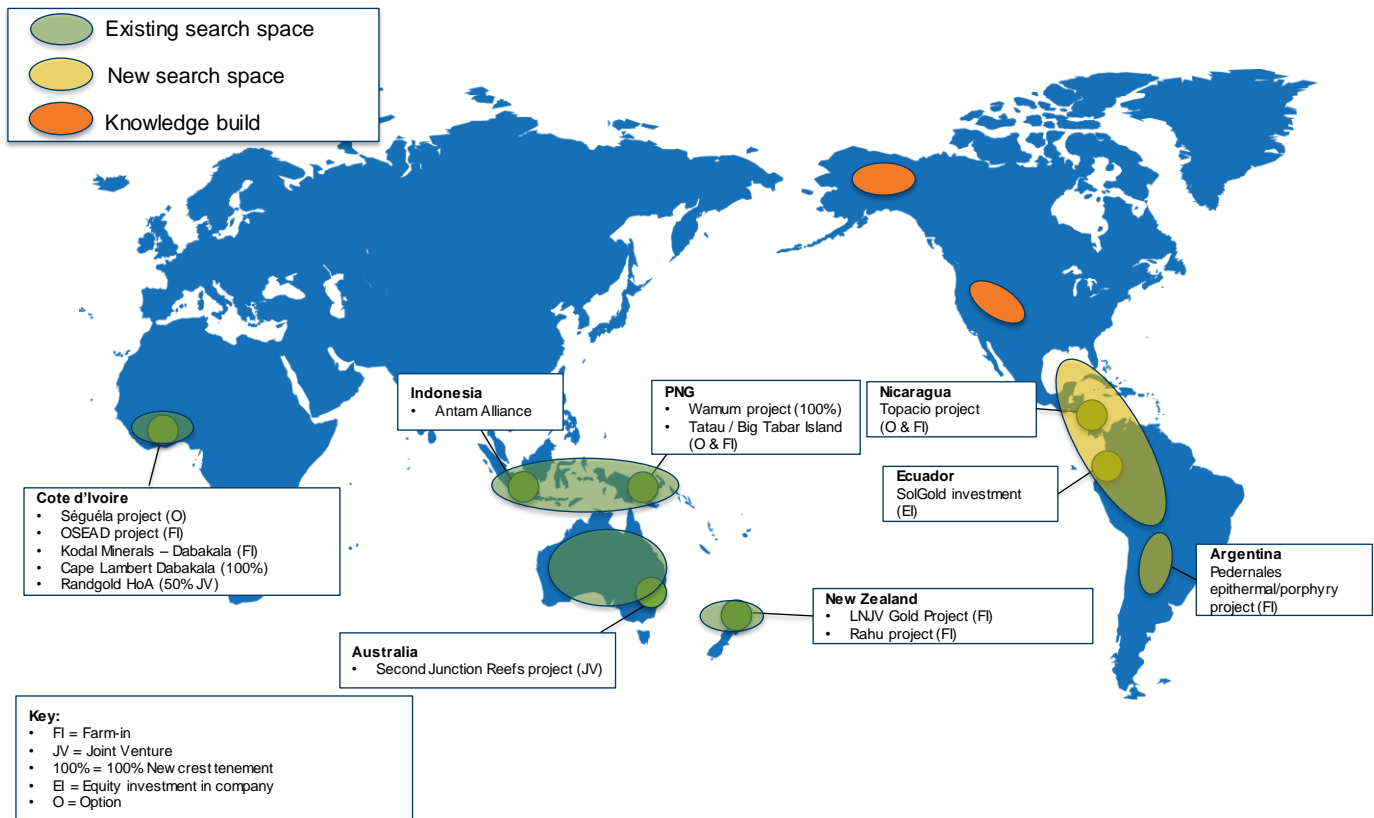 Existing search space
New search space
Knowledge build
Indonesia
• Antam Alliance
PNG
• Wamum project (100%)
• Tatau / Big Tabar Island
(O & FI)
Nicaragua
Topacio project
(O & FI)
Ecuador
SolGold investment
(EI)
Cote d'Ivoire
• Séguéla project (O)
• OSEAD project (FI)
• Kodal Minerals – Dabakala (FI)
• Cape Lambert Dabakala (100%)
• Randgold HoA (50% JV)
Argentina
Pedernales
epithermal/porphyry
project (FI)
New Zealand
• LNJV Gold Project (FI)
• Rahu project (FI)
Australia
• Second Junction Reefs project (JV)
Key:
• FI = Farm-in
• JV = Joint Venture
• 100% = 100% New crest tenement
• EI = Equity investment in company
• O = Option